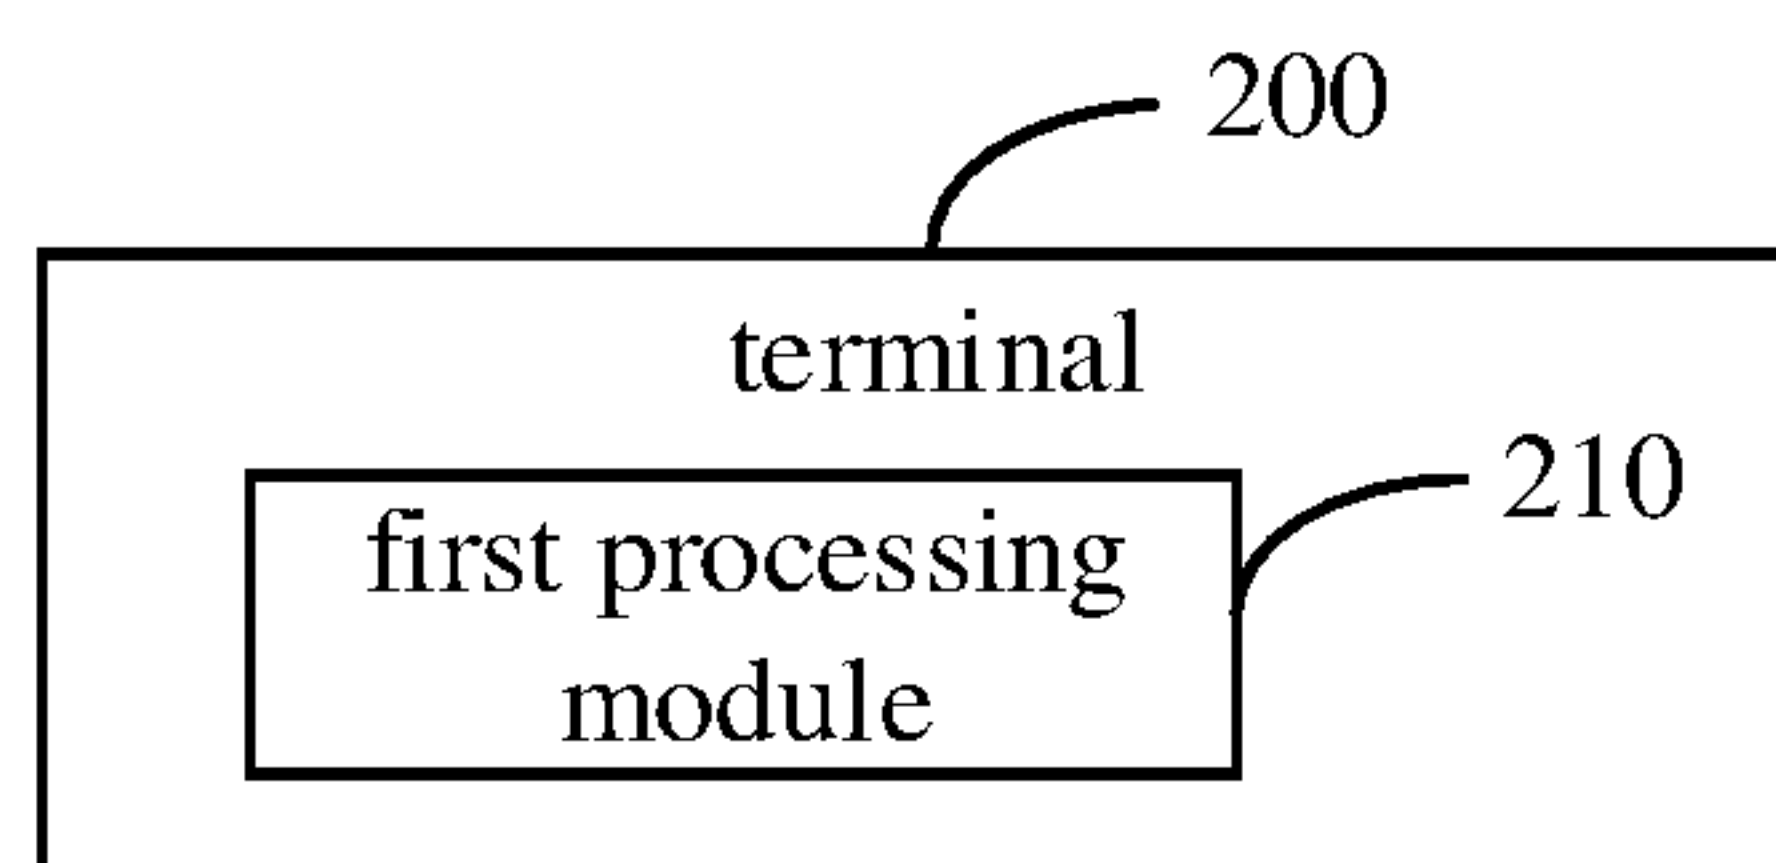 200
terminal
210
first processing
module